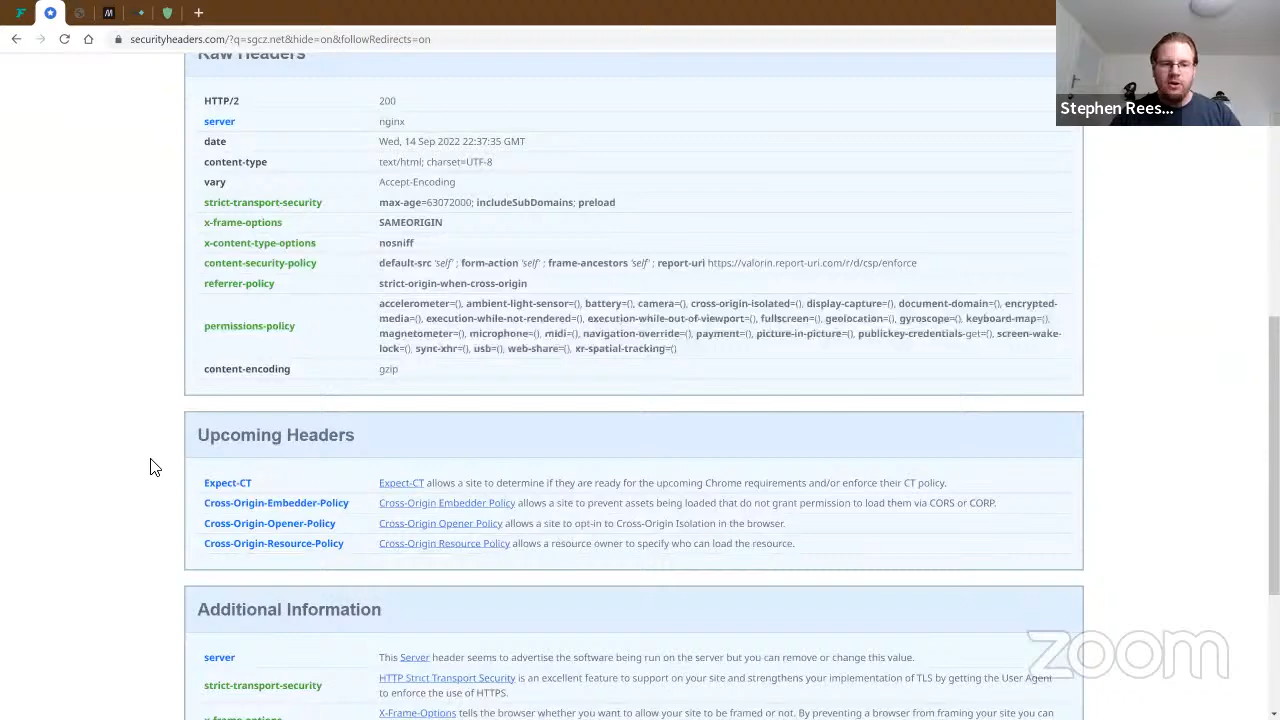 securityheaders.com/?q=sgcz.net&hide=on&followRedirects=on
Stephen Rees...
Raw Headers
HTTP/2 200
server nginx
date Wed, 14 Sep 2022 22:37:35 GMT
content-type text/html; charset=UTF-8
vary Accept-Encoding
strict-transport-security max-age=63072000; includeSubDomains; preload
x-frame-options SAMEORIGIN
x-content-type-options nosniff
content-security-policy default-src 'self' ; form-action 'self' ; frame-ancestors 'self' ; report-uri https://valorin.report-uri.com/r/d/csp/enforce
referrer-policy strict-origin-when-cross-origin
permissions-policy accelerometer=(), ambient-light-sensor=(), battery=(), camera=(), cross-origin-isolated=(), display-capture=(), document-domain=(), encrypted-
media=(), execution-while-not-rendered=(), execution-while-out-of-viewport=(), fullscreen=(), geolocation=(), gyroscope=(), keyboard-map=(),
magnetometer=(), microphone=(), midi=(), navigation-override=(), payment=(), picture-in-picture=(), publickey-credentials-get=(), screen-wake-
lock=(), sync-xhr=(), usb=(), web-share=(), xr-spatial-tracking=()
content-encoding gzip
Upcoming Headers
Expect-CT Expect-CT allows a site to determine if they are ready for the upcoming Chrome requirements and/or enforce their CT policy.
Cross-Origin-Embedder-Policy Cross-Origin Embedder Policy allows a site to prevent assets being loaded that do not grant permission to load them via CORS or CORP.
Cross-Origin-Opener-Policy Cross-Origin Opener Policy allows a site to opt-in to Cross-Origin Isolation in the browser.
Cross-Origin-Resource-Policy Cross-Origin Resource Policy allows a resource owner to specify who can load the resource.
Additional Information
server This Server header seems to advertise the software being run on the server but you can remove or change this value.
strict-transport-security HTTP Strict Transport Security is an excellent feature to support on your site and strengthens your implementation of TLS by getting the User Agent
to enforce the use of HTTPS.
x-frame-options X-Frame-Options tells the browser whether you want to allow your site to be framed or not. By preventing a browser from framing your site you can
zoom